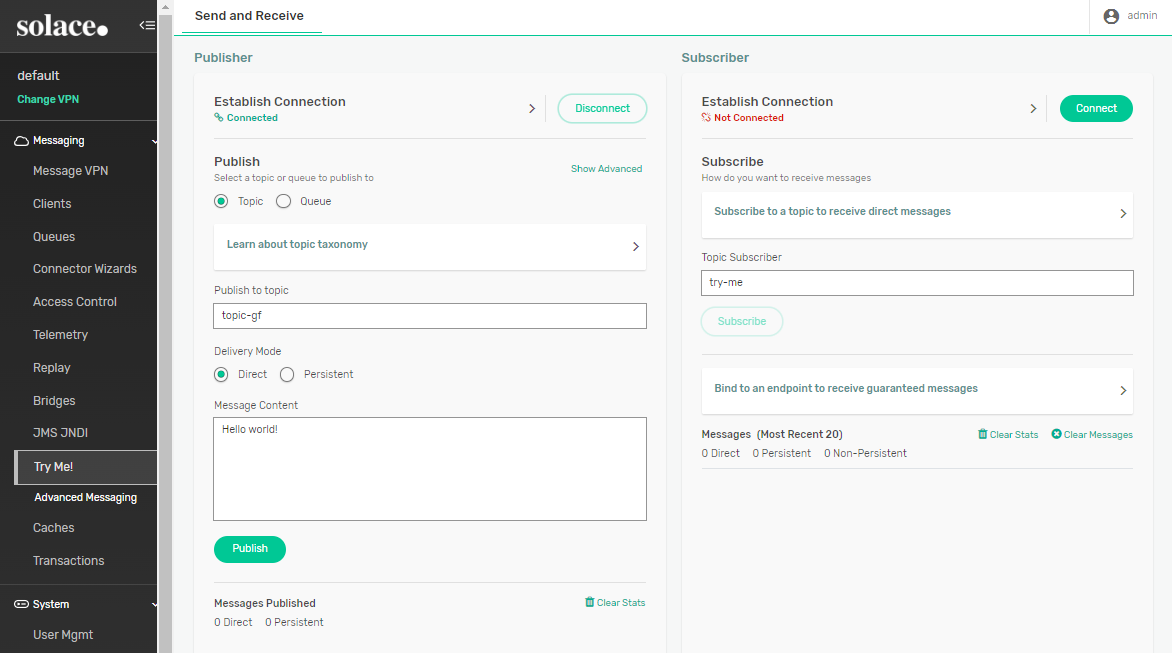 solace.
default
Change VPN
Messaging
Message VPN
Clients
Queues
Connector Wizards
Access Control
Telemetry
Replay
Bridges
JMS JNDI
Try Me!
Advanced Messaging
Caches
Transactions
System
User Mgmt
Send and Receive
admin
Publisher
Establish Connection
Connected
Disconnect
Publish
Select a topic or queue to publish to
Show Advanced
Topic Queue
Learn about topic taxonomy
Publish to topic
topic-gf
Delivery Mode
Direct Persistent
Message Content
Hello world!
Publish
Messages Published
Clear Stats
0 Direct 0 Persistent
Subscriber
Establish Connection
Not Connected
Connect
Subscribe
How do you want to receive messages
Subscribe to a topic to receive direct messages
Topic Subscriber
try-me
Subscribe
Bind to an endpoint to receive guaranteed messages
Messages (Most Recent 20)
Clear Stats Clear Messages
0 Direct 0 Persistent 0 Non-Persistent